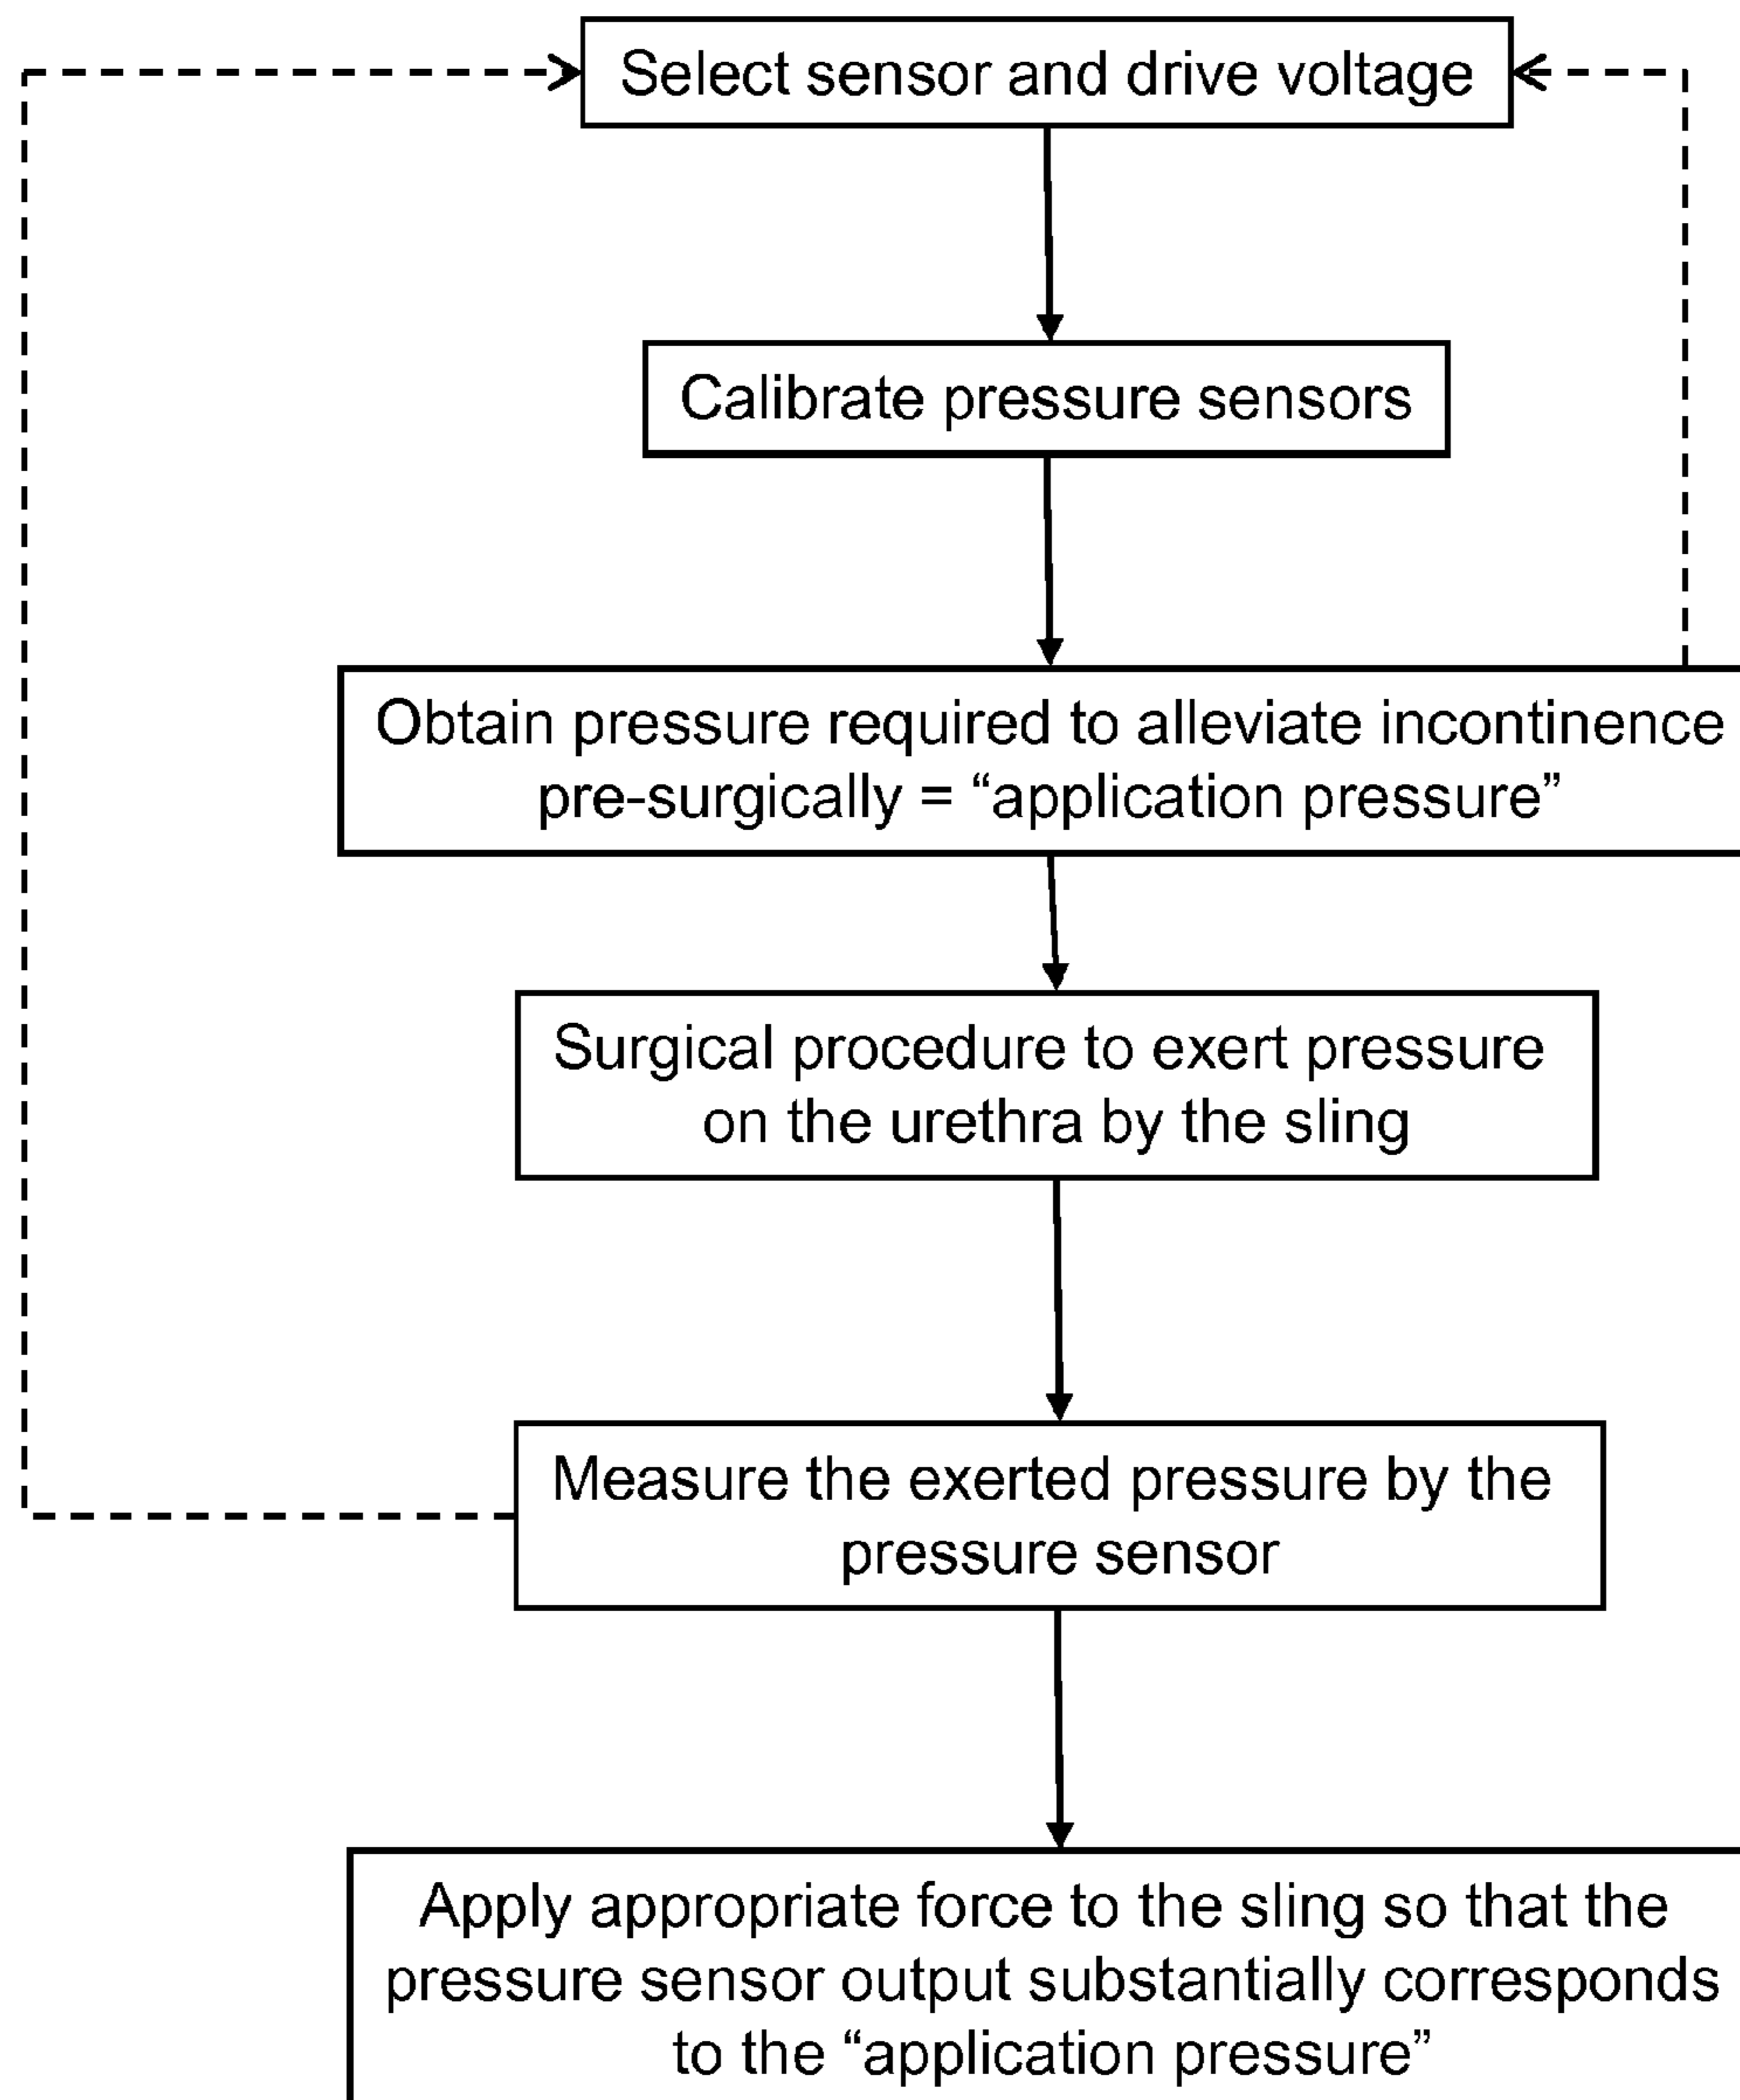 Select sensor and drive voltage
Calibrate pressure sensors
Obtain pressure required to alleviate incontinence
pre-surgically = “application pressure”
Surgical procedure to exert pressure
on the urethra by the sling
Measure the exerted pressure by the
pressure sensor
Apply appropriate force to the sling so that the
pressure sensor output substantially corresponds
to the “application pressure”